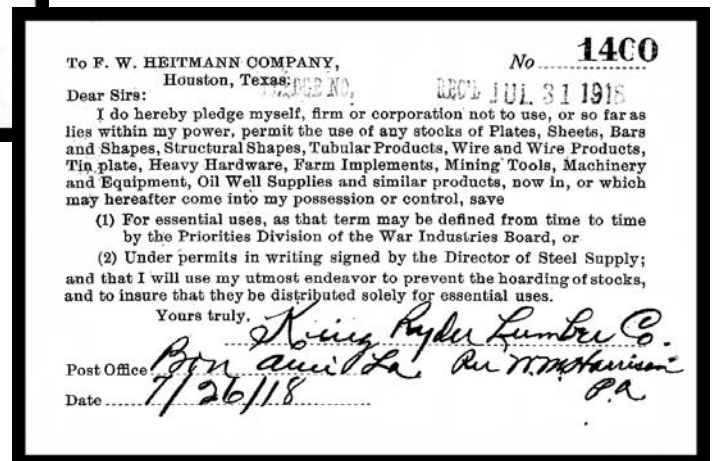 To F. W. HEITMANN COMPANY, No 1400
Houston, Texas:
Dear Sirs: REC'D JUL 31 1918
I do hereby pledge myself, firm or corporation not to use, or so far as
lies within my power, permit the use of any stocks of Plates, Sheets, Bars
and Shapes, Structural Shapes, Tubular Products, Wire and Wire Products,
Tin plate, Heavy Hardware, Farm Implements, Mining Tools, Machinery
and Equipment, Oil Well Supplies and similar products, now in, or which
may hereafter come into my possession or control, save
(1) For essential uses, as that term may be defined from time to time
by the Priorities Division of the War Industries Board, or
(2) Under permits in writing signed by the Director of Steel Supply;
and that I will use my utmost endeavor to prevent the hoarding of stocks,
and to insure that they be distributed solely for essential uses.
Yours truly,
King Ryder Lumber Co.
Post Office Bon Ami La. Per W.M. Harrison
P.A.
Date 7/26/18